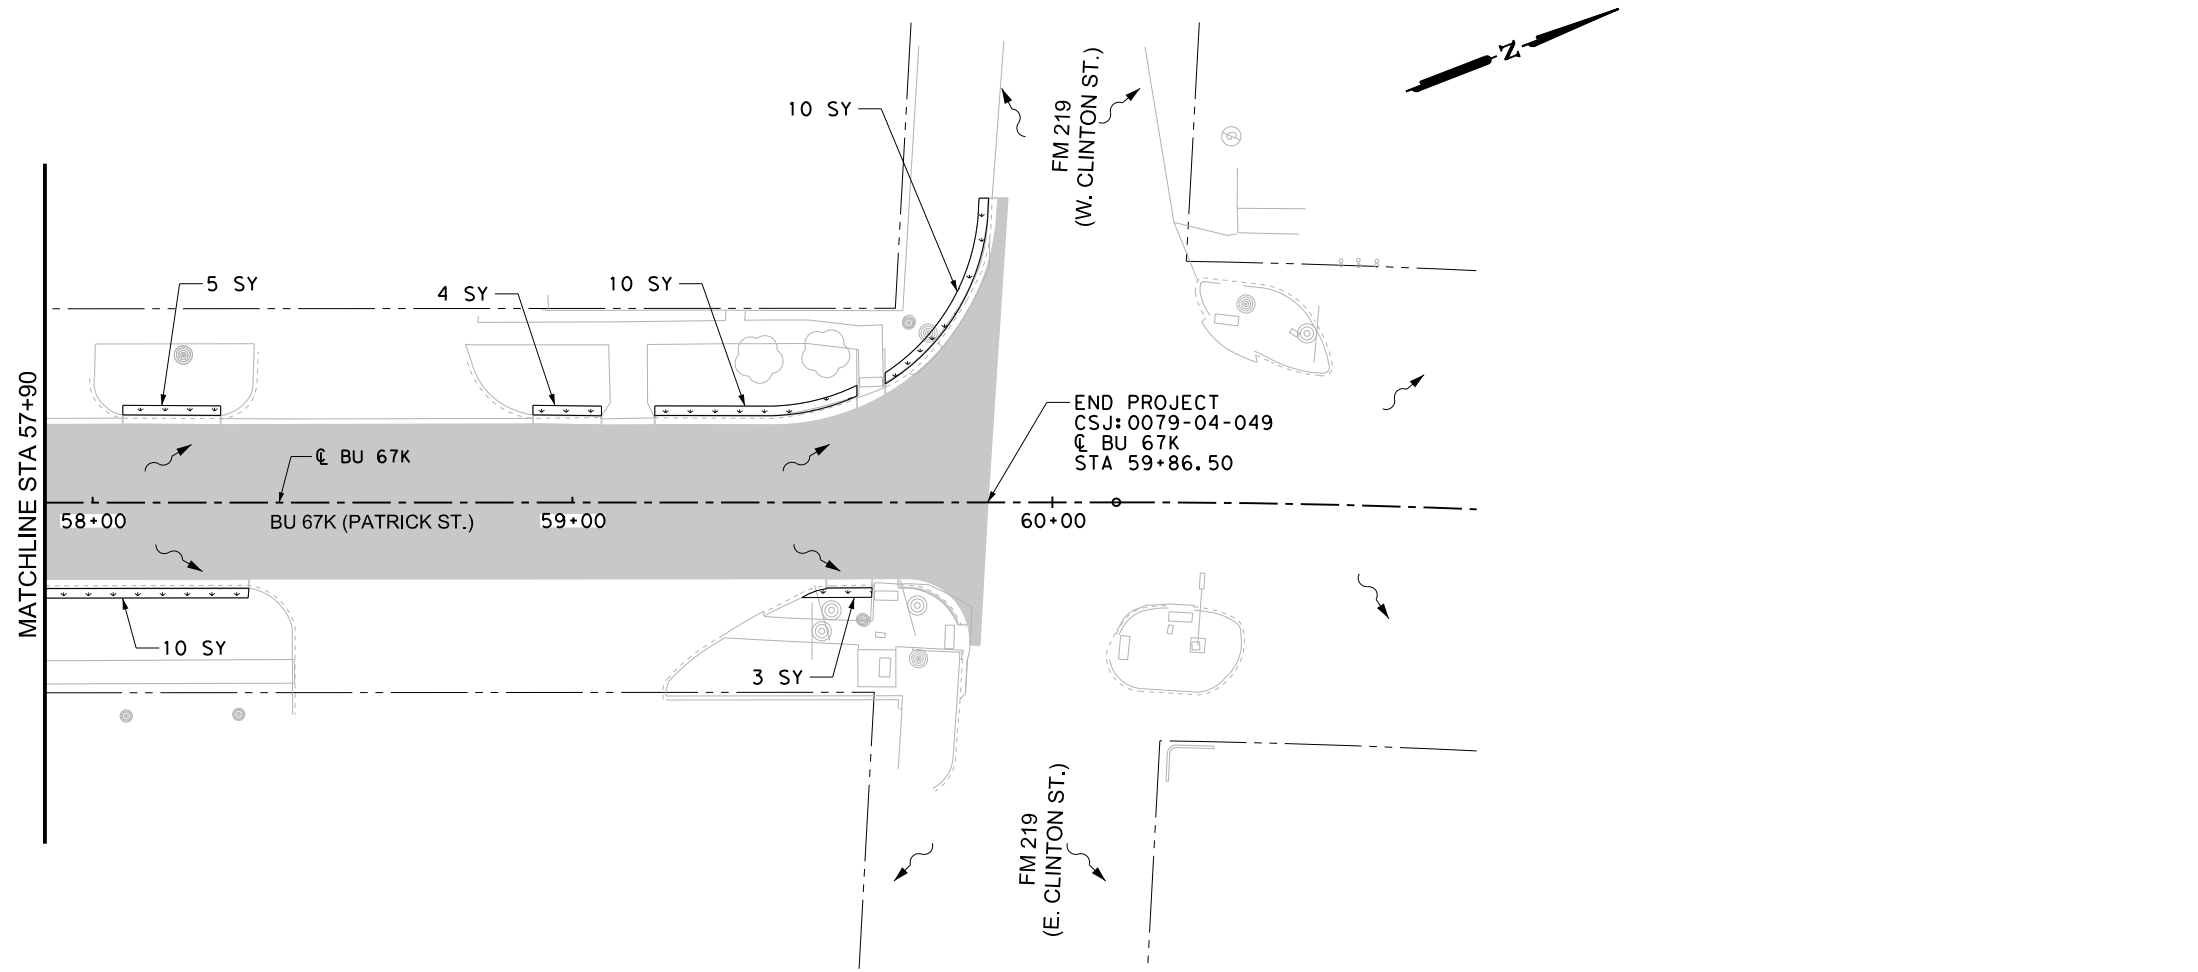 N
10 SY
FM 219
(W. CLINTON ST.)
5 SY
4 SY
10 SY
MATCHLINE STA 57+90
END PROJECT
CSJ: 0079-04-049
℄ BU 67K
STA 59+86.50
℄ BU 67K
58+00
BU 67K (PATRICK ST.)
59+00
60+00
10 SY
3 SY
FM 219
(E. CLINTON ST.)